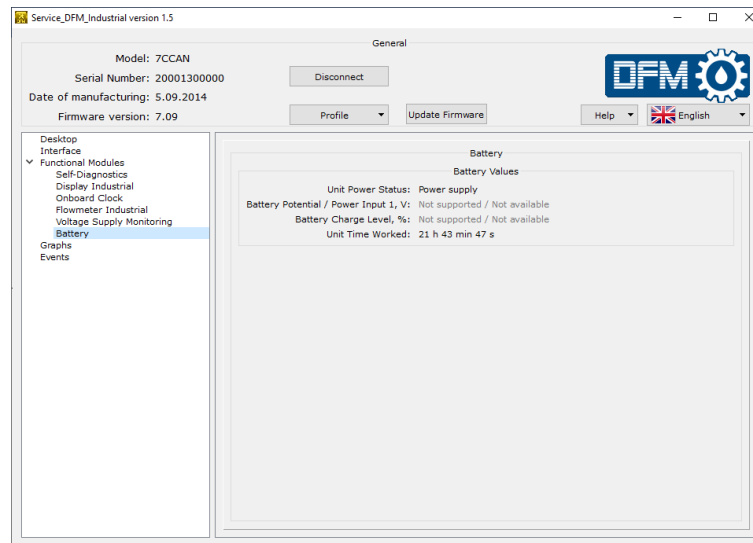 Service_DFM_Industrial version 1.5
General
Model: 7CCAN
Serial Number: 20001300000
Disconnect
DFM
Date of manufacturing: 5.09.2014
Firmware version: 7.09
Profile
Update Firmware
Help
English
Desktop
Interface
Functional Modules
Self-Diagnostics
Display Industrial
Onboard Clock
Flowmeter Industrial
Voltage Supply Monitoring
Battery
Graphs
Events
Battery
Battery Values
Unit Power Status: Power supply
Battery Potential / Power Input 1, V: Not supported / Not available
Battery Charge Level, %: Not supported / Not available
Unit Time Worked: 21 h 43 min 47 s